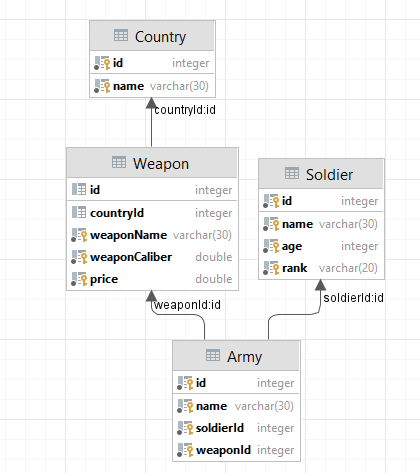 Country
id integer
name varchar(30)
countryId:id
Weapon
id integer
countryId integer
weaponName varchar(30)
weaponCaliber double
price double
Soldier
id integer
name varchar(30)
age integer
rank varchar(20)
weaponId:id
soldierId:id
Army
id integer
name varchar(30)
soldierId integer
weaponId integer